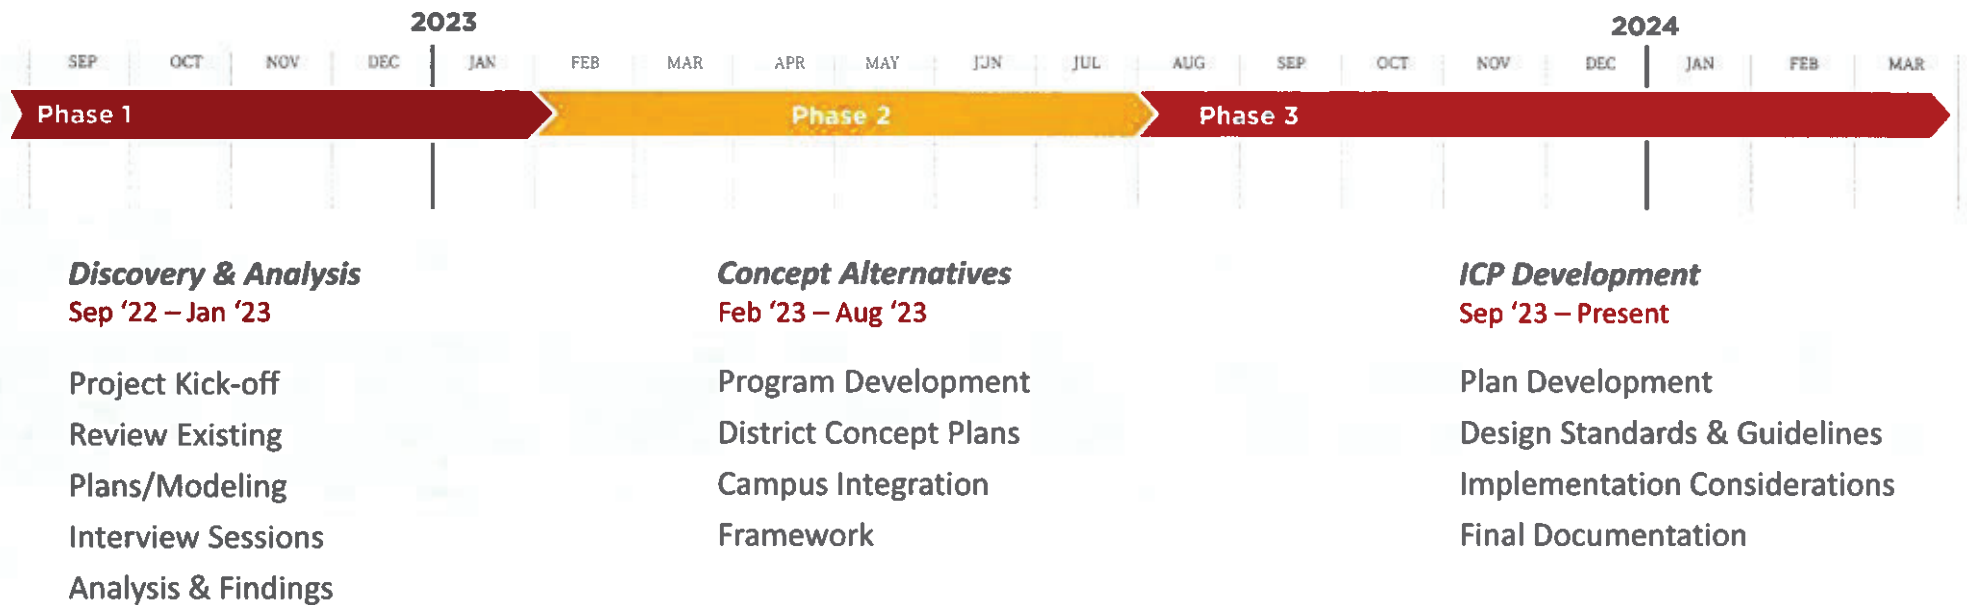 2023
2024
SEP OCT NOV DEC JAN FEB MAR APR MAY JUN JUL AUG SEP OCT NOV DEC JAN FEB MAR
Phase 1 Phase 2 Phase 3
Discovery & Analysis
Sep ‘22 – Jan ‘23
Project Kick-off
Review Existing
Plans/Modeling
Interview Sessions
Analysis & Findings
Concept Alternatives
Feb ‘23 – Aug ‘23
Program Development
District Concept Plans
Campus Integration
Framework
ICP Development
Sep ‘23 – Present
Plan Development
Design Standards & Guidelines
Implementation Considerations
Final Documentation